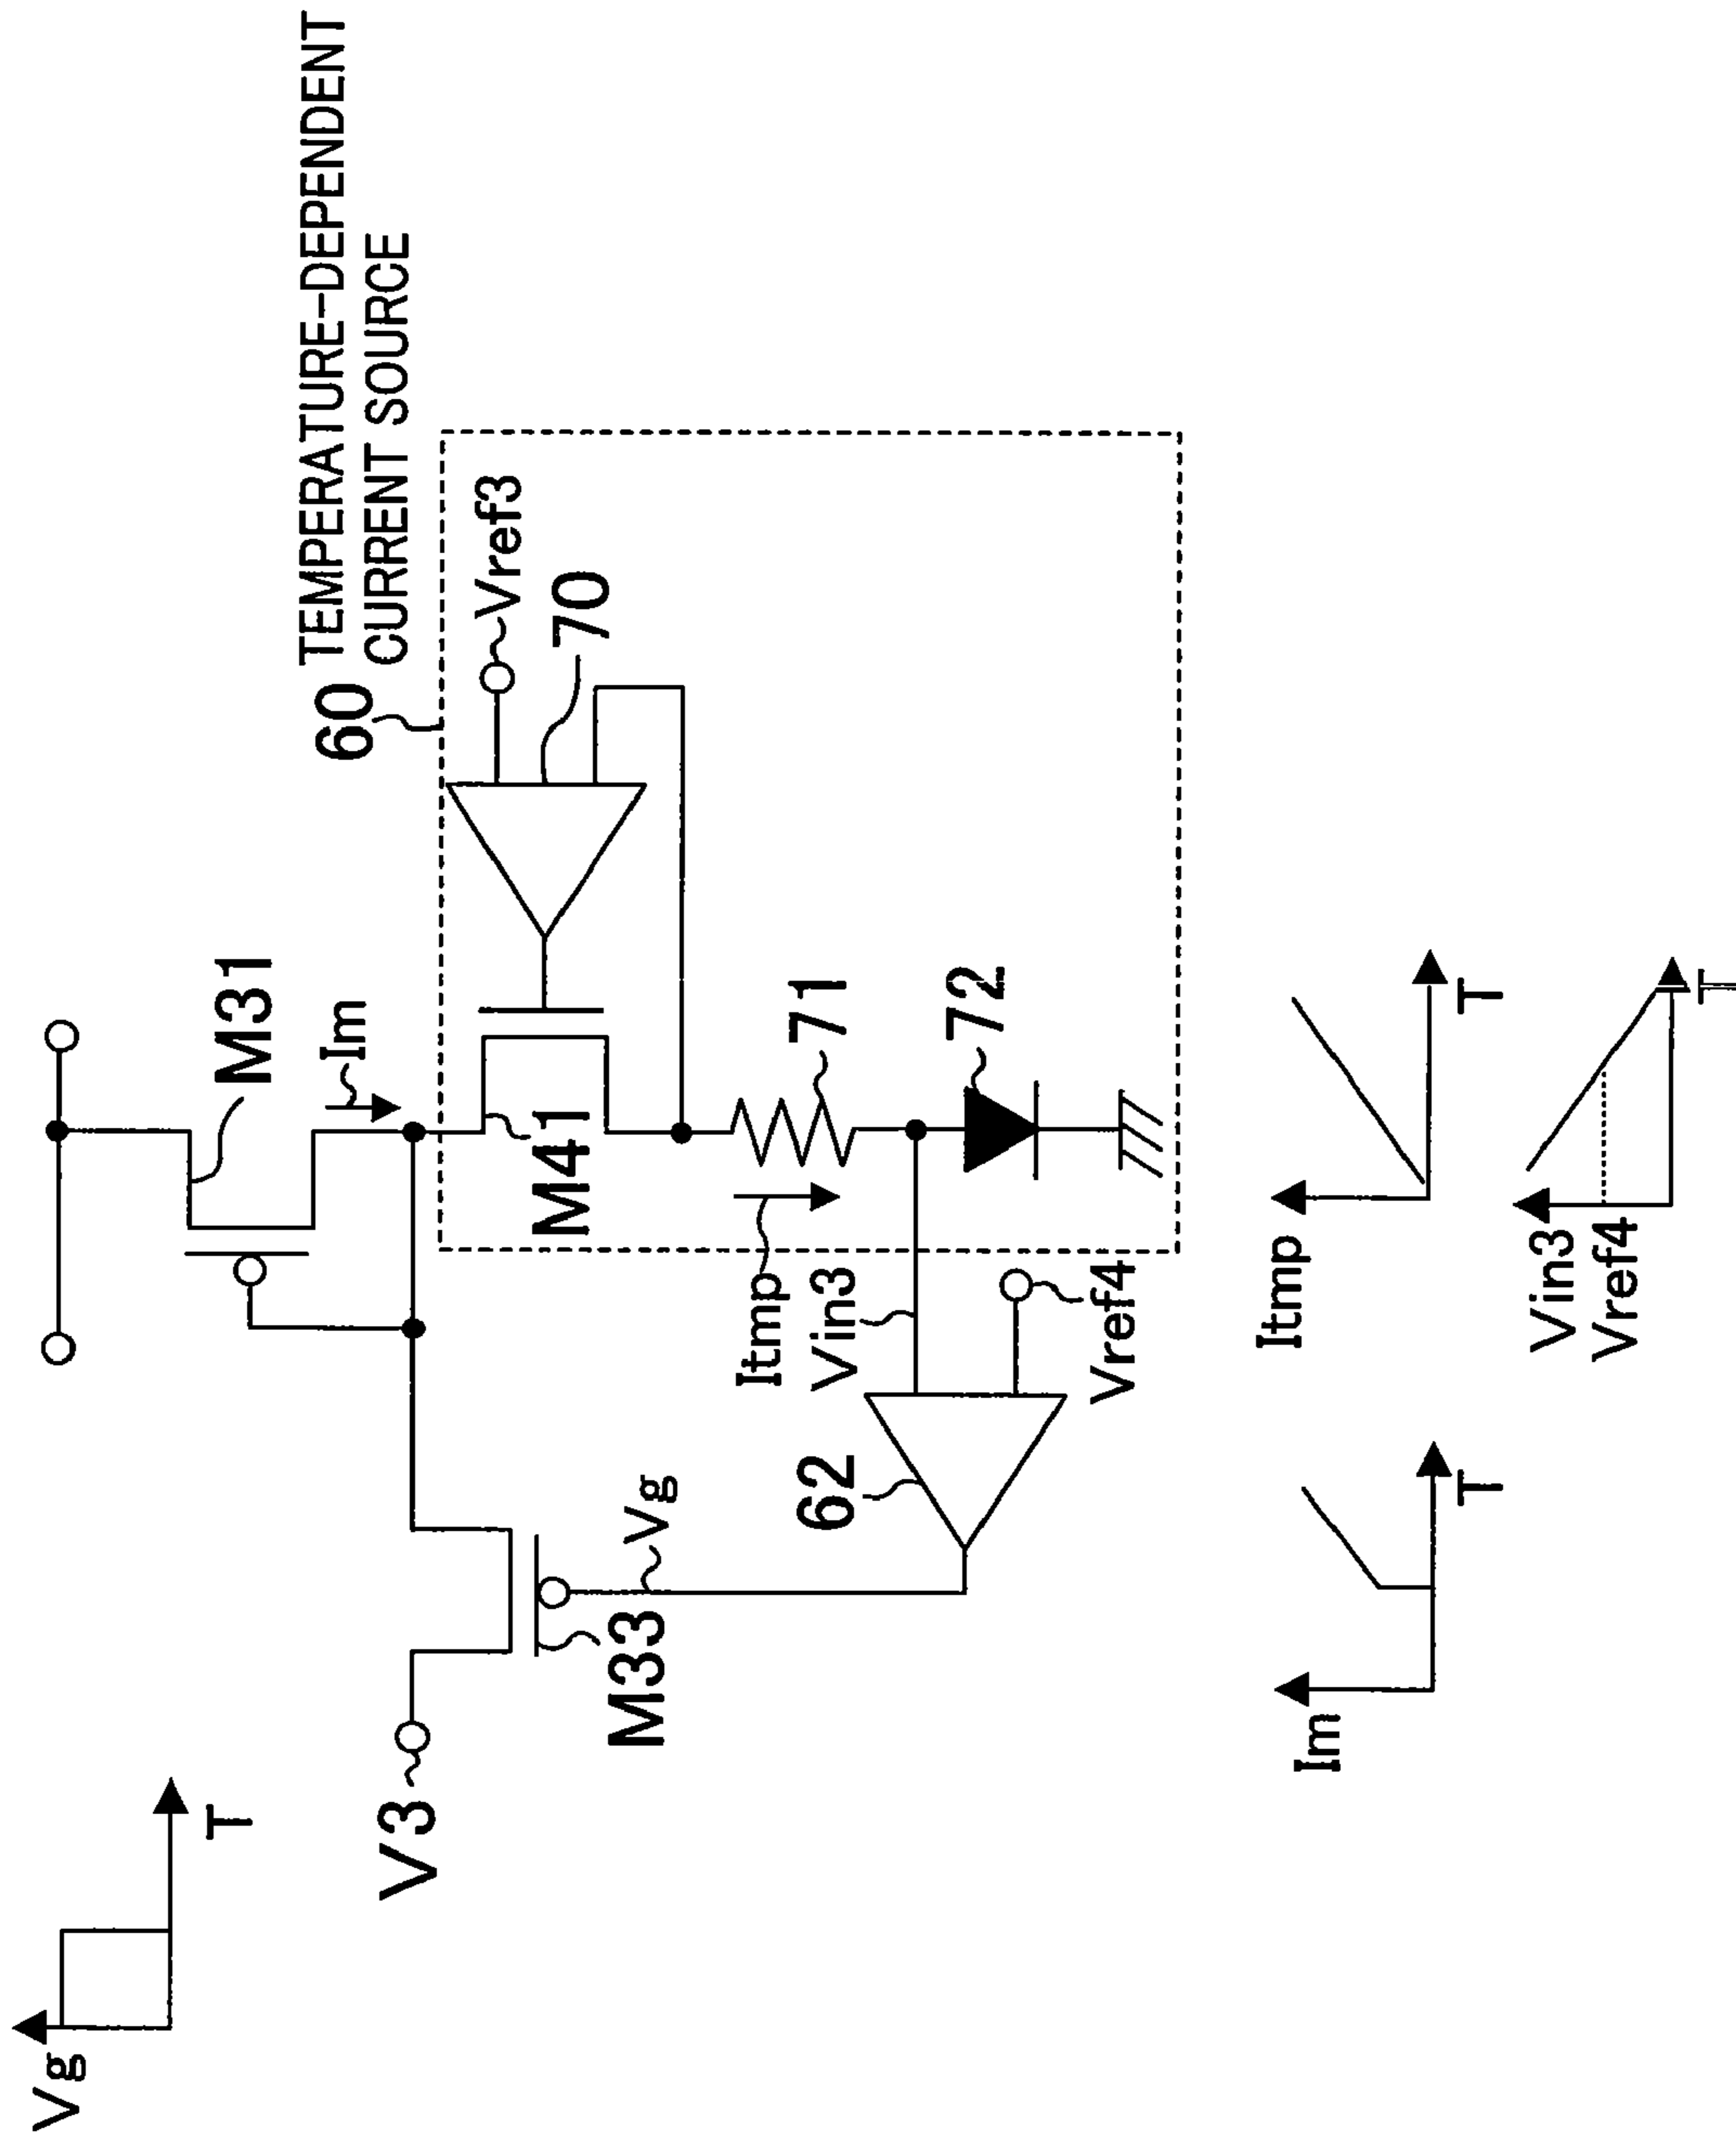 TEMPERATURE-DEPENDENT
CURRENT SOURCE
60
M31
Im
Vref3
70
M41
71
72
Itmp
Vin3
Vref4
62
Vg
M33
V3
Vg
T
Im
T
Itmp
T
Vin3
Vref4
T